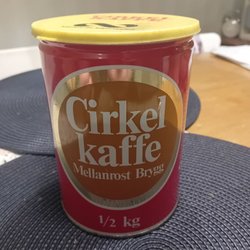 Cirkel
kaffe
Mellanrost Brygg
1/2 kg